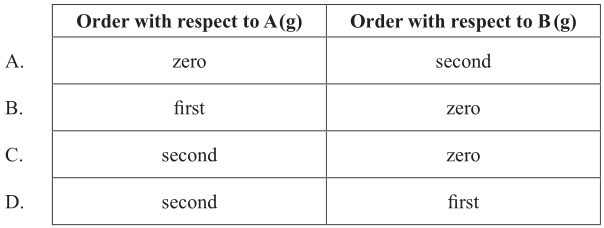 Order with respect to A (g) Order with respect to B (g)
A. zero second
B. first zero
C. second zero
D. second first